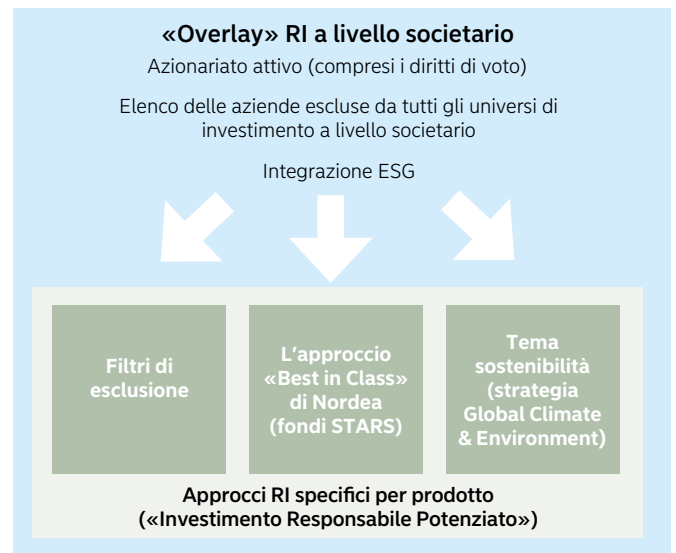 «Overlay» RI a livello societario
Azionariato attivo (compresi i diritti di voto)
Elenco delle aziende escluse da tutti gli universi di
investimento a livello societario
Integrazione ESG
Filtri di
esclusione
L'approccio
«Best in Class»
di Nordea
(fondi STARS)
Tema
sostenibilità
(strategia
Global Climate
& Environment)
Approcci RI specifici per prodotto
(«Investimento Responsabile Potenziato»)